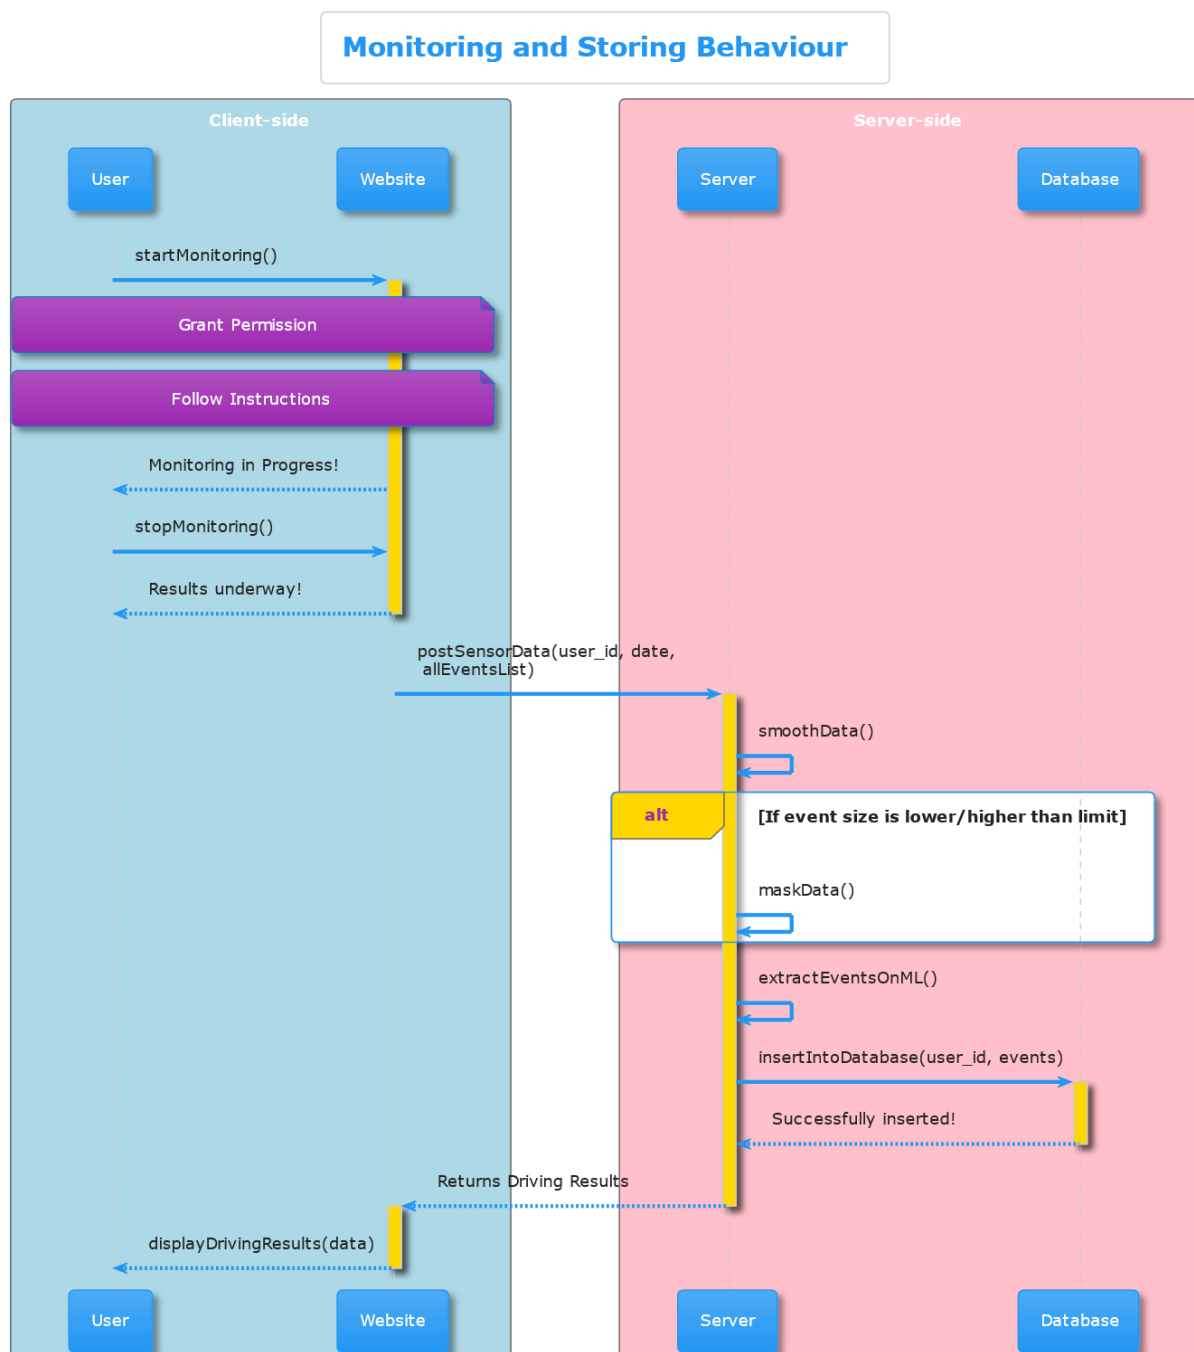 Monitoring and Storing Behaviour
Client-side
Server-side
User
Website
Server
Database
startMonitoring()
Grant Permission
Follow Instructions
Monitoring in Progress!
stopMonitoring()
Results underway!
postSensorData(user_id, date,
allEventsList)
smoothData()
alt
[If event size is lower/higher than limit]
maskData()
extractEventsOnML()
insertIntoDatabase(user_id, events)
Successfully inserted!
Returns Driving Results
displayDrivingResults(data)
User
Website
Server
Database